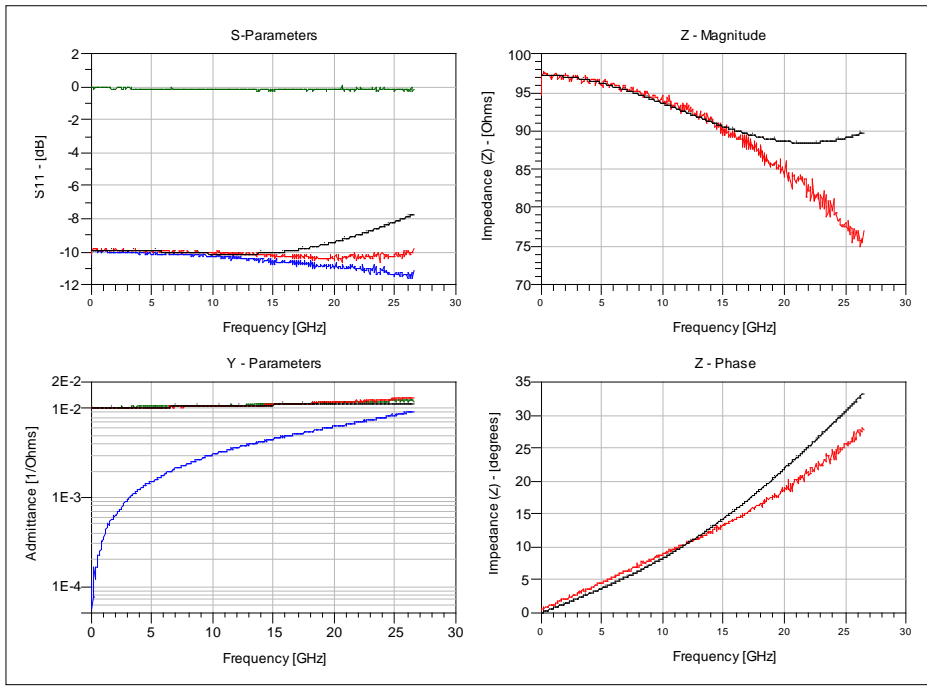 S-Parameters
2
0
-2
-4
-6
-8
-10
-12
S11 - [dB]
0 5 10 15 20 25 30
Frequency [GHz]
Z - Magnitude
100
95
90
85
80
75
70
Impedance (Z) - [Ohms]
0 5 10 15 20 25 30
Frequency [GHz]
Y - Parameters
2E-2
1E-2
1E-3
1E-4
Admittance [1/Ohms]
0 5 10 15 20 25 30
Frequency [GHz]
Z - Phase
35
30
25
20
15
10
5
0
Impedance (Z) - [degrees]
0 5 10 15 20 25 30
Frequency [GHz]